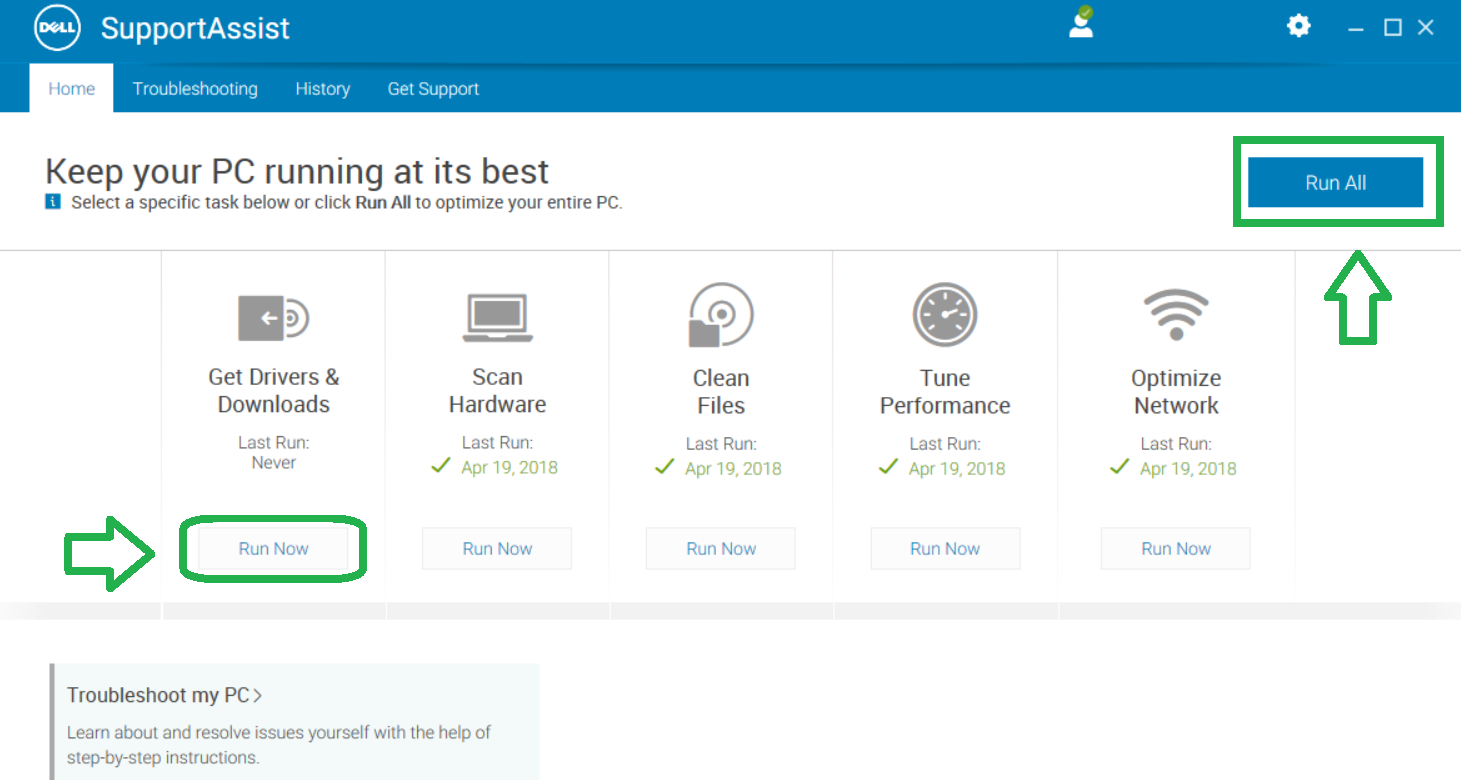 DELL
SupportAssist
Home
Troubleshooting
History
Get Support
Keep your PC running at its best
i
Select a specific task below or click Run All to optimize your entire PC.
Run All
Get Drivers &
Downloads
Last Run:
Never
Run Now
Scan
Hardware
Last Run:
Apr 19, 2018
Run Now
Clean
Files
Last Run:
Apr 19, 2018
Run Now
Tune
Performance
Last Run:
Apr 19, 2018
Run Now
Optimize
Network
Last Run:
Apr 19, 2018
Run Now
Troubleshoot my PC>
Learn about and resolve issues yourself with the help of
step-by-step instructions.